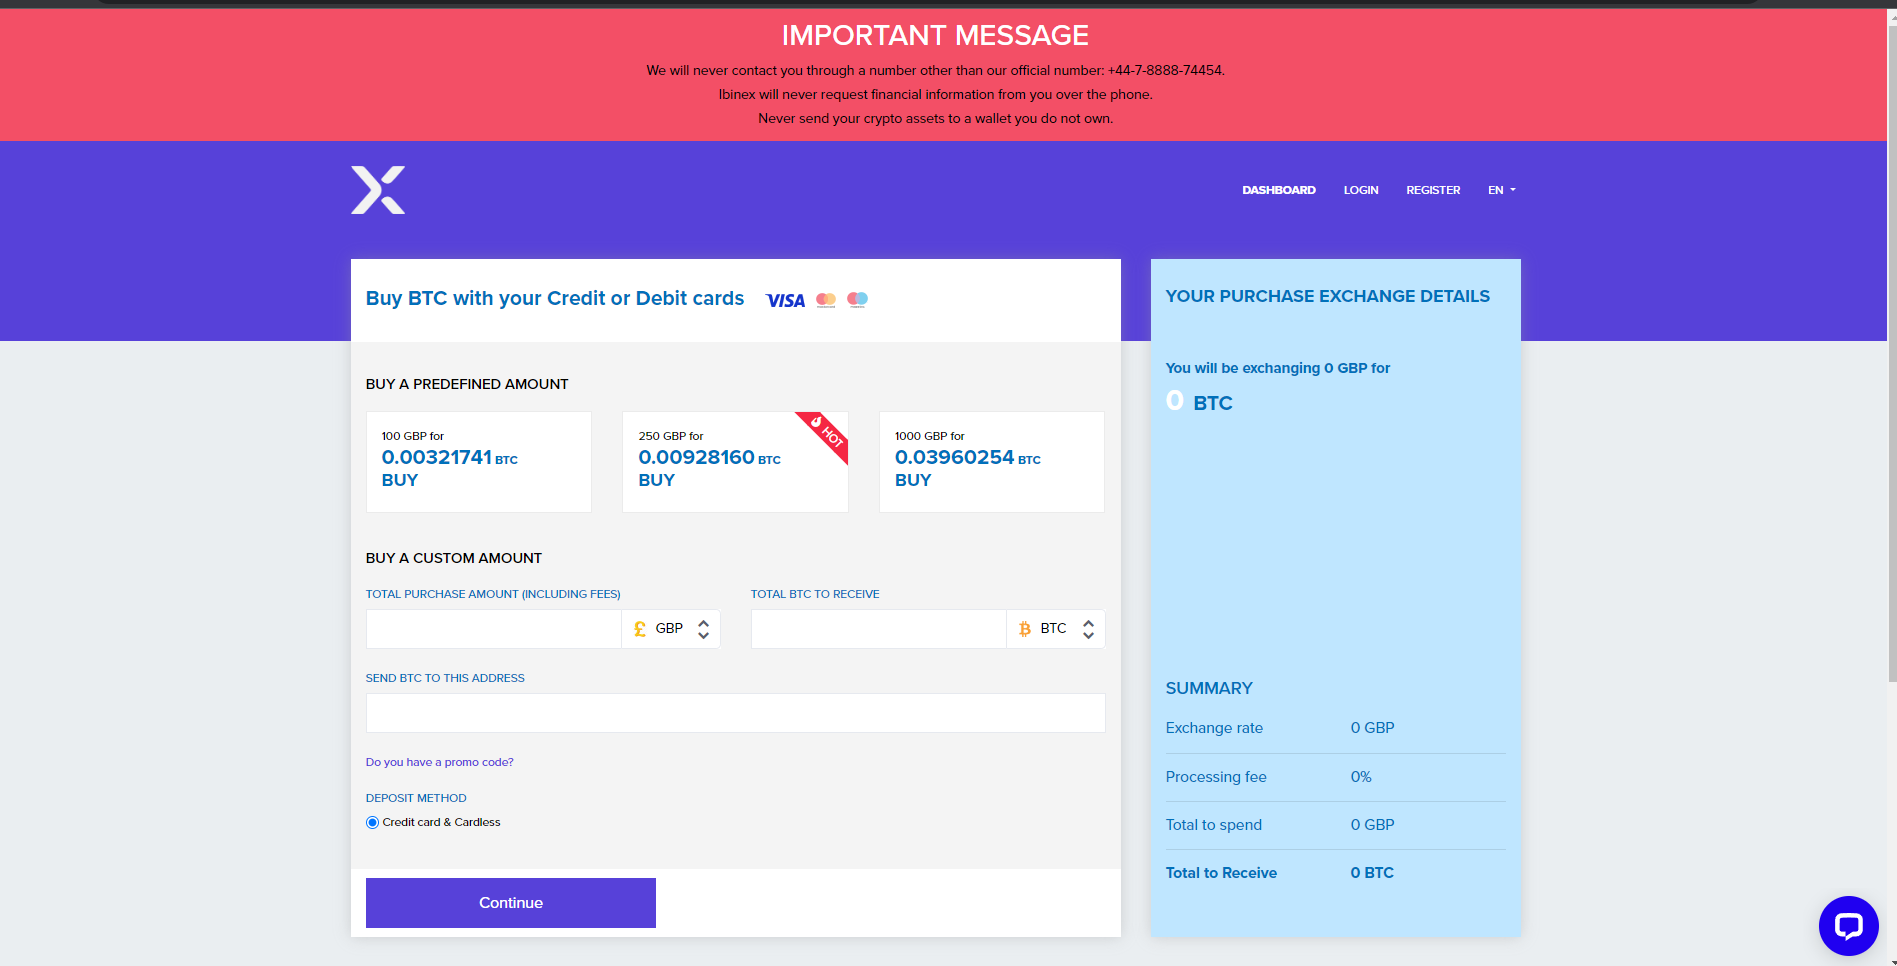 IMPORTANT MESSAGE
We will never contact you through a number other than our official number: +44-7-8888-74454.
Ibinex will never request financial information from you over the phone.
Never send your crypto assets to a wallet you do not own.
DASHBOARD LOGIN REGISTER EN
Buy BTC with your Credit or Debit cards VISA
BUY A PREDEFINED AMOUNT
100 GBP for
0.00321741 BTC
BUY
250 GBP for
0.00928160 BTC
BUY
HOT
1000 GBP for
0.03960254 BTC
BUY
BUY A CUSTOM AMOUNT
TOTAL PURCHASE AMOUNT (INCLUDING FEES)
£ GBP
TOTAL BTC TO RECEIVE
BTC
SEND BTC TO THIS ADDRESS
Do you have a promo code?
DEPOSIT METHOD
Credit card & Cardless
Continue
YOUR PURCHASE EXCHANGE DETAILS
You will be exchanging 0 GBP for
0 BTC
SUMMARY
Exchange rate 0 GBP
Processing fee 0%
Total to spend 0 GBP
Total to Receive 0 BTC